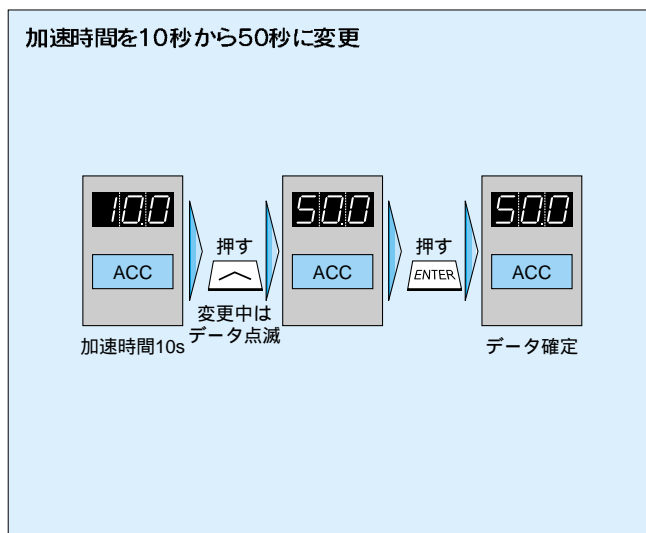 加速時間を10秒から50秒に変更
10.0
ACC
加速時間10s
押す
変更中は
データ点滅
50.0
ACC
押す
ENTER
50.0
ACC
データ確定